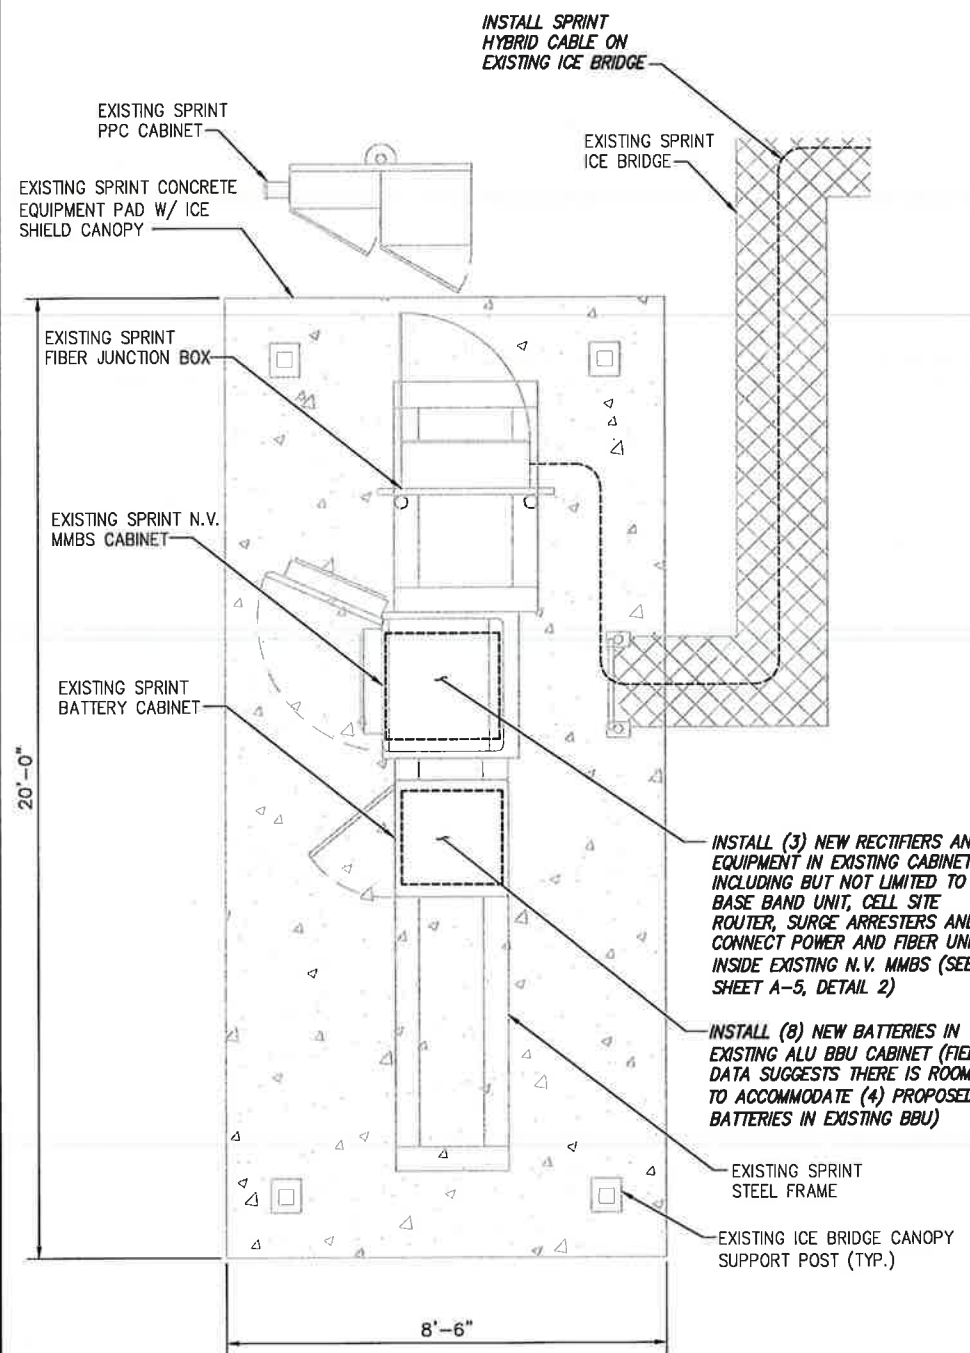 INSTALL SPRINT
HYBRID CABLE ON
EXISTING ICE BRIDGE
EXISTING SPRINT
PPC CABINET
EXISTING SPRINT
ICE BRIDGE
EXISTING SPRINT CONCRETE
EQUIPMENT PAD W/ ICE
SHIELD CANOPY
EXISTING SPRINT
FIBER JUNCTION BOX
EXISTING SPRINT N.V.
MMBS CABINET
EXISTING SPRINT
BATTERY CABINET
20'-0"
INSTALL (3) NEW RECTIFIERS AN
EQUIPMENT IN EXISTING CABINET
INCLUDING BUT NOT LIMITED TO
BASE BAND UNIT, CELL SITE
ROUTER, SURGE ARRESTERS AND
CONNECT POWER AND FIBER UNI
INSIDE EXISTING N.V. MMBS (SEE
SHEET A-5, DETAIL 2)
INSTALL (8) NEW BATTERIES IN
EXISTING ALU BBU CABINET (FIE
DATA SUGGESTS THERE IS ROOM
TO ACCOMMODATE (4) PROPOSED
BATTERIES IN EXISTING BBU)
EXISTING SPRINT
STEEL FRAME
EXISTING ICE BRIDGE CANOPY
SUPPORT POST (TYP.)
8'-6"